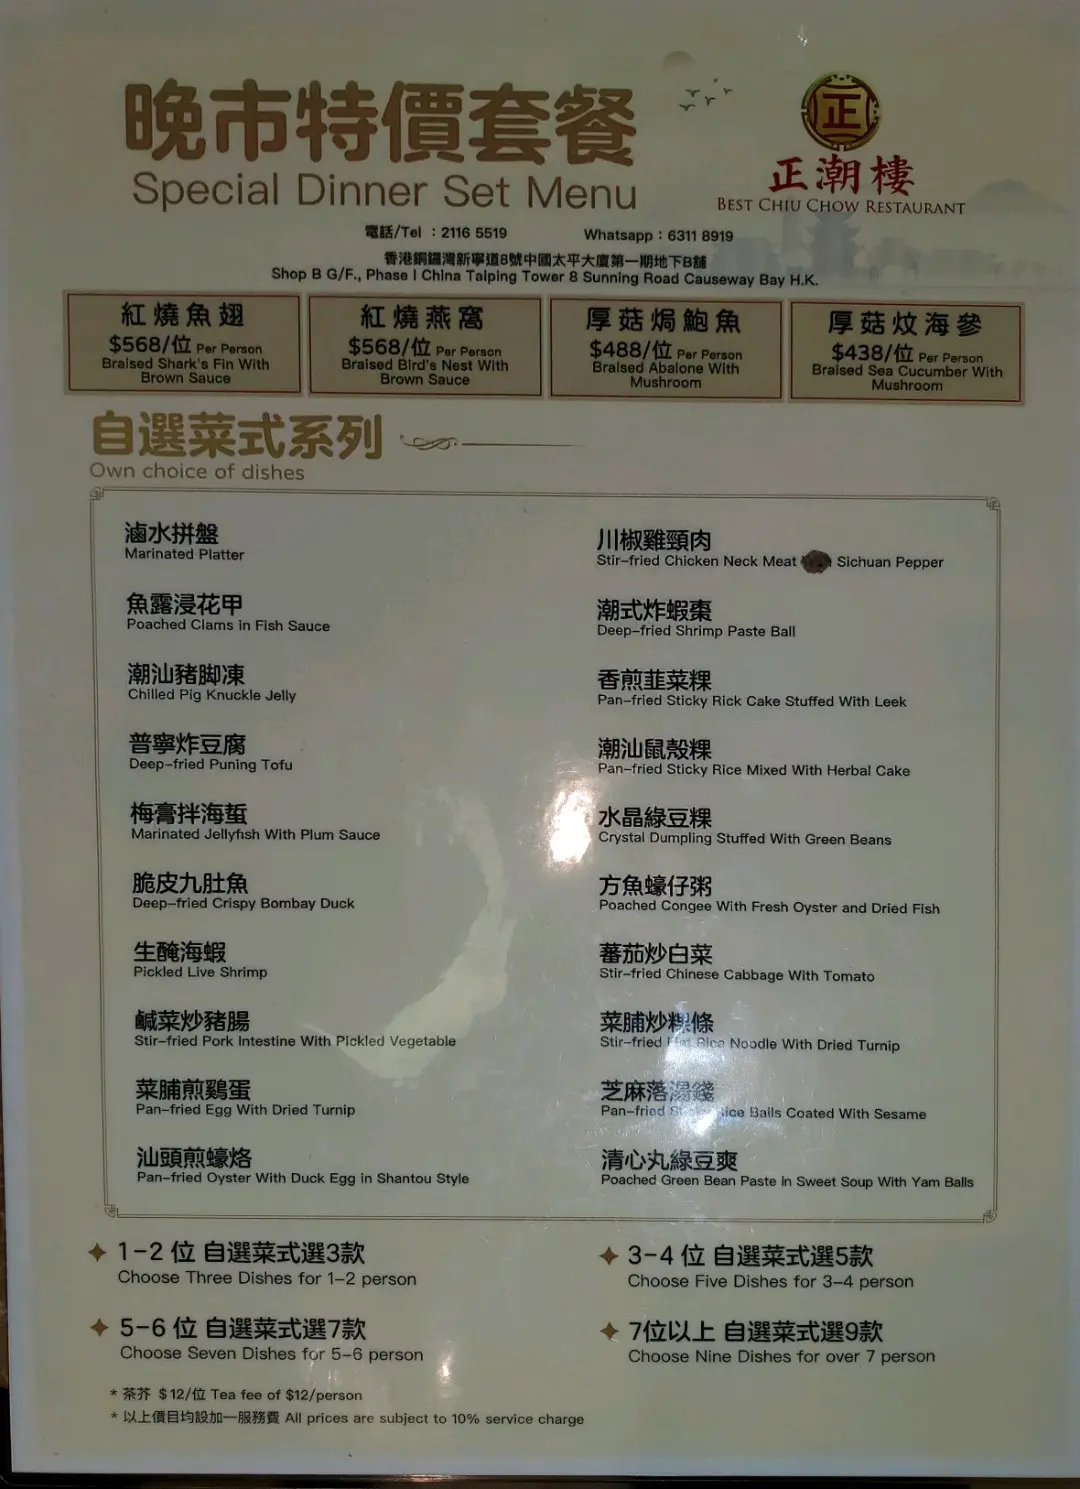 晚市特價套餐
Special Dinner Set Menu
正
正潮樓
BEST CHIU CHOW RESTAURANT
電話/Tel : 2116 5519
Whatsapp : 6311 8919
香港銅鑼灣新寧道8號中國太平大廈第一期地下B舖
Shop B G/F., Phase I China Taiping Tower 8 Sunning Road Causeway Bay H.K.
紅燒魚翅
$568/位 Per Person
Braised Shark's Fin With
Brown Sauce
紅燒燕窩
$568/位 Per Person
Braised Bird's Nest With
Brown Sauce
厚菇焗鮑魚
$488/位 Per Person
Braised Abalone With
Mushroom
厚菇炆海參
$438/位 Per Person
Braised Sea Cucumber With
Mushroom
自選菜式系列
Own choice of dishes
滷水拼盤
Marinated Platter
魚露浸花甲
Poached Clams in Fish Sauce
潮汕豬脚凍
Chilled Pig Knuckle Jelly
普寧炸豆腐
Deep-fried Puning Tofu
梅膏拌海蜇
Marinated Jellyfish With Plum Sauce
脆皮九肚魚
Deep-fried Crispy Bombay Duck
生醃海蝦
Pickled Live Shrimp
鹹菜炒豬腸
Stir-fried Pork Intestine With Pickled Vegetable
菜脯煎鷄蛋
Pan-fried Egg With Dried Turnip
汕頭煎蠔烙
Pan-fried Oyster With Duck Egg in Shantou Style
川椒雞頸肉
Stir-fried Chicken Neck Meat Sichuan Pepper
潮式炸蝦棗
Deep-fried Shrimp Paste Ball
香煎韮菜粿
Pan-fried Sticky Rick Cake Stuffed With Leek
潮汕鼠殼粿
Pan-fried Sticky Rice Mixed With Herbal Cake
水晶綠豆粿
Crystal Dumpling Stuffed With Green Beans
方魚蠔仔粥
Poached Congee With Fresh Oyster and Dried Fish
蕃茄炒白菜
Stir-fried Chinese Cabbage With Tomato
菜脯炒粿條
Stir-fried Rice Noodle With Dried Turnip
芝麻落湯錢
Pan-fried Rice Balls Coated With Sesame
清心丸綠豆爽
Poached Green Bean Paste In Sweet Soup With Yam Balls
1-2 位 自選菜式選3款
Choose Three Dishes for 1-2 person
3-4 位 自選菜式選5款
Choose Five Dishes for 3-4 person
5-6 位 自選菜式選7款
Choose Seven Dishes for 5-6 person
7位以上 自選菜式選9款
Choose Nine Dishes for over 7 person
* 茶芥 $12/位 Tea fee of $12/person
* 以上價目均設加一服務費 All prices are subject to 10% service charge